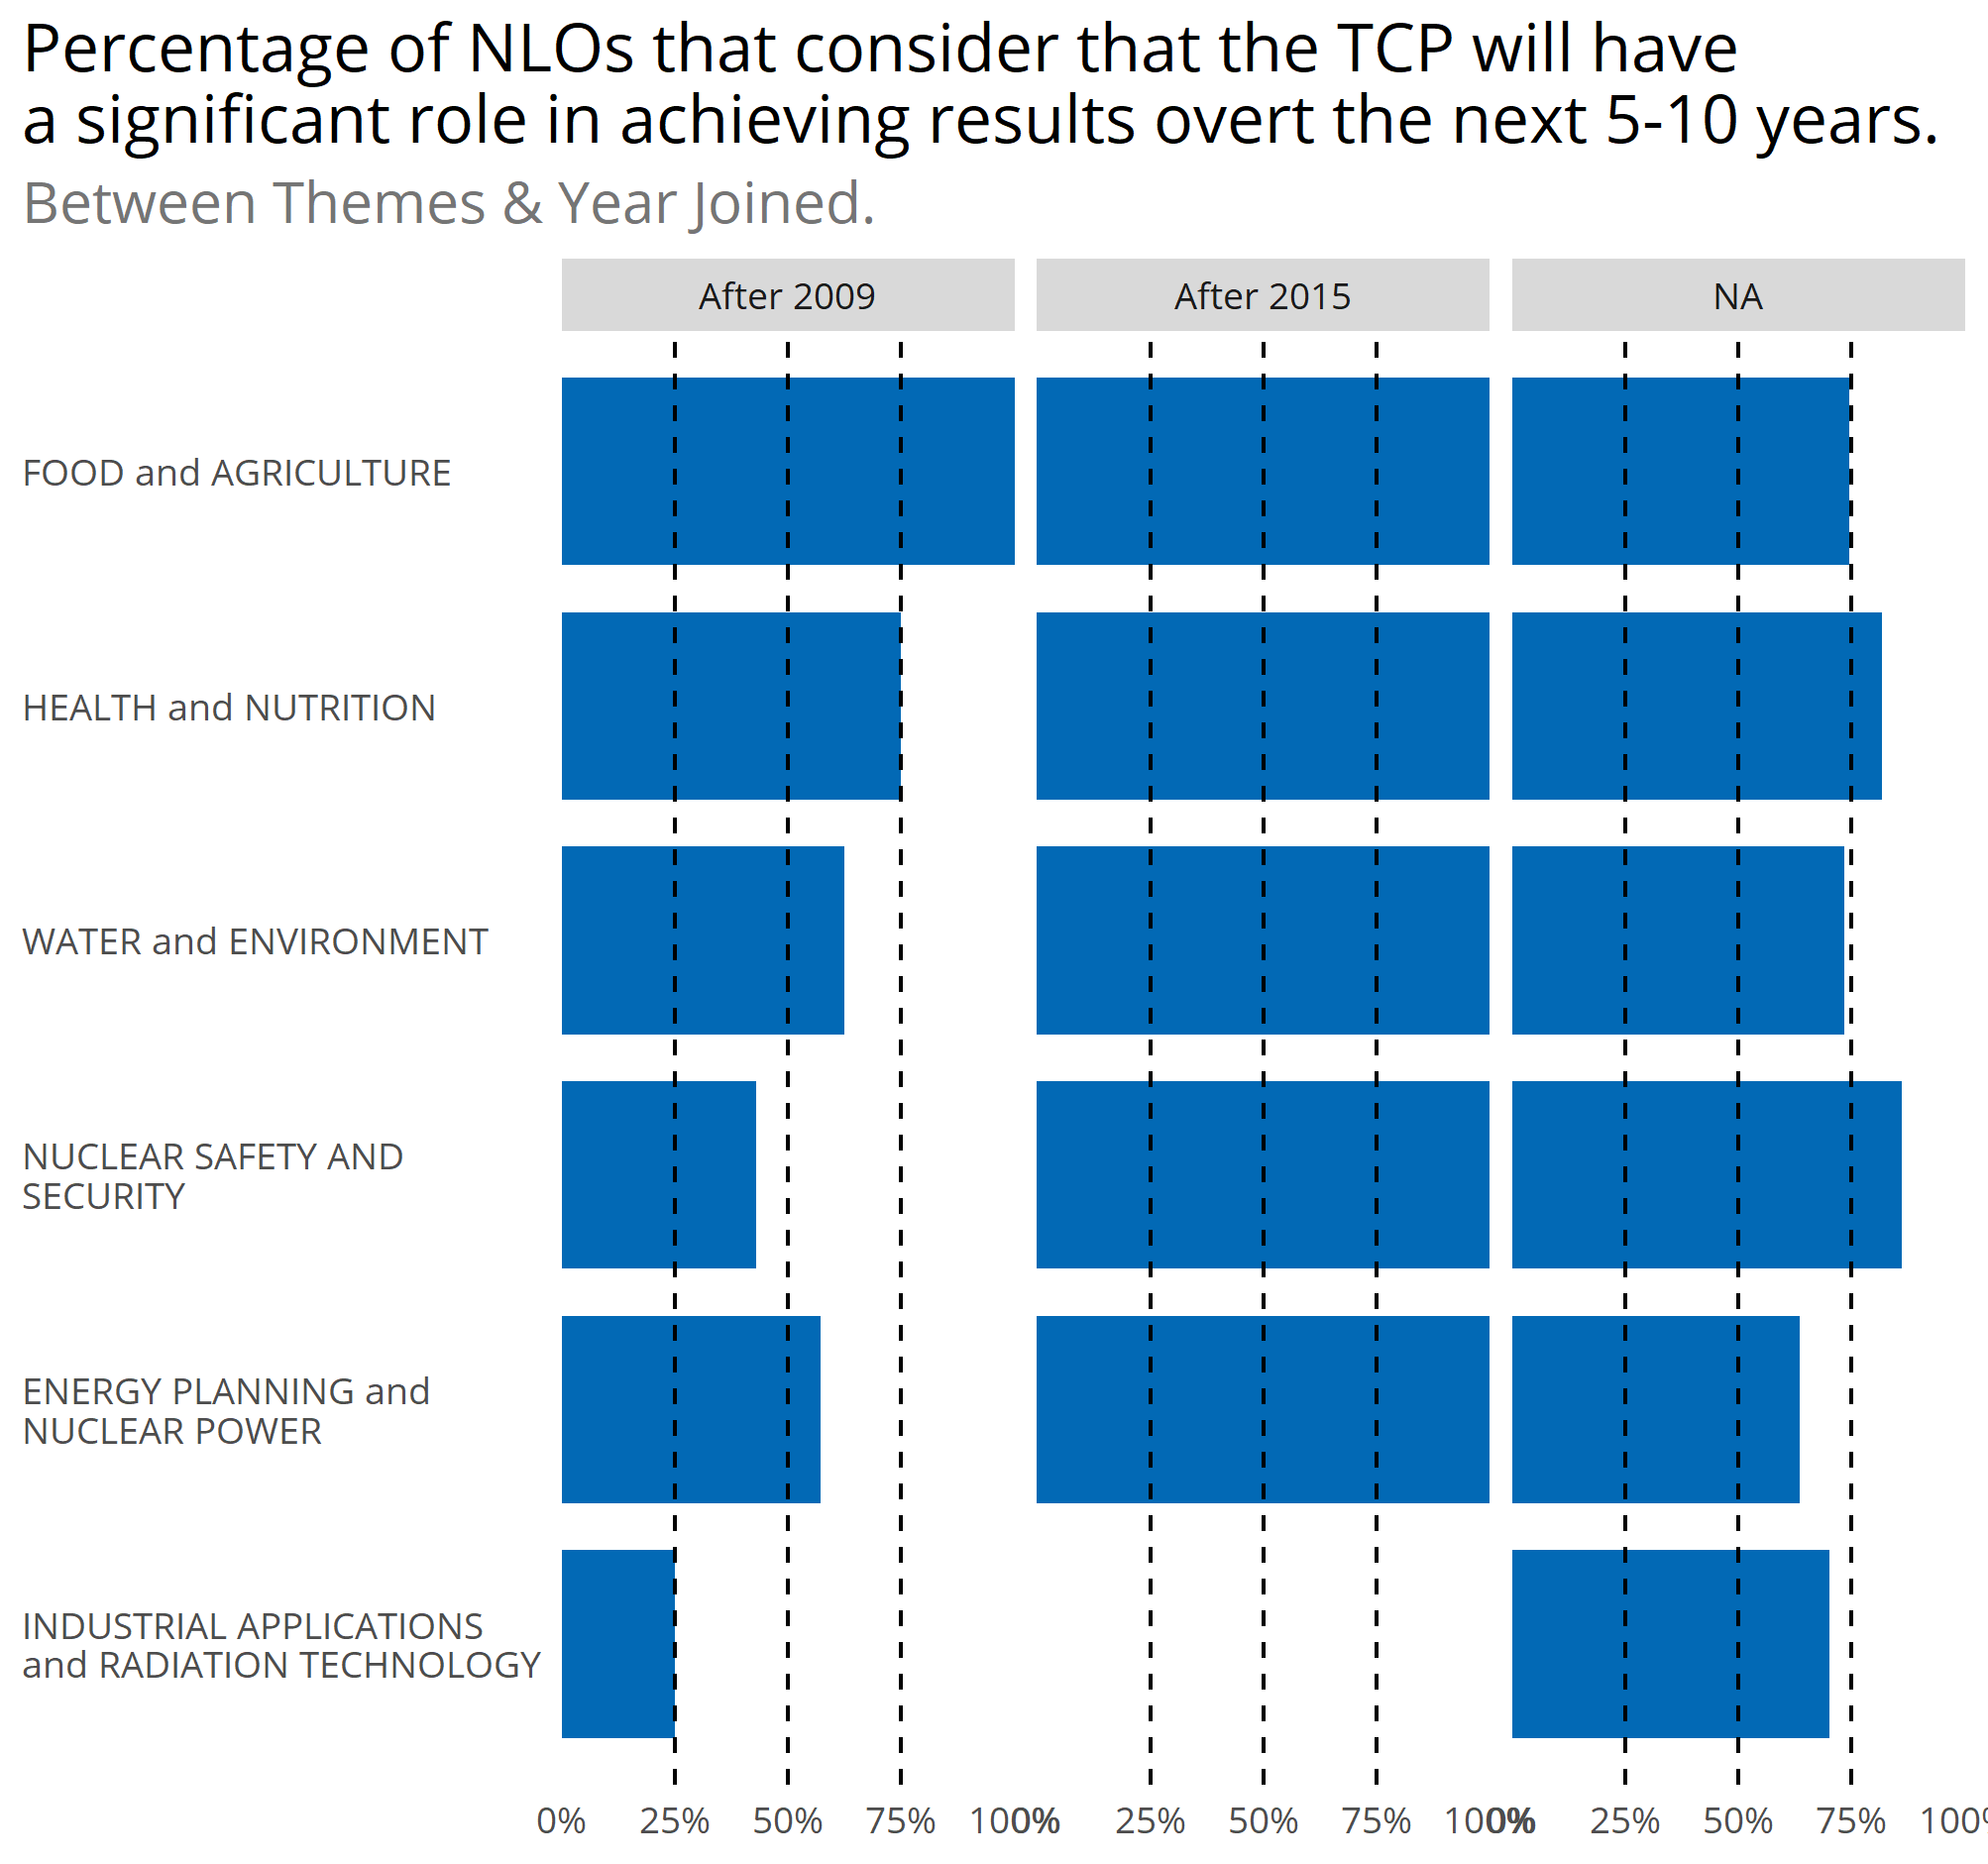 Percentage of NLOs that consider that the TCP will have
a significant role in achieving results overt the next 5-10 years.
Between Themes & Year Joined.
After 2009 After 2015 NA
FOOD and AGRICULTURE
HEALTH and NUTRITION
WATER and ENVIRONMENT
NUCLEAR SAFETY AND
SECURITY
ENERGY PLANNING and
NUCLEAR POWER
INDUSTRIAL APPLICATIONS
and RADIATION TECHNOLOGY
0% 25% 50% 75% 100% 0% 25% 50% 75% 100% 0% 25% 50% 75% 100%